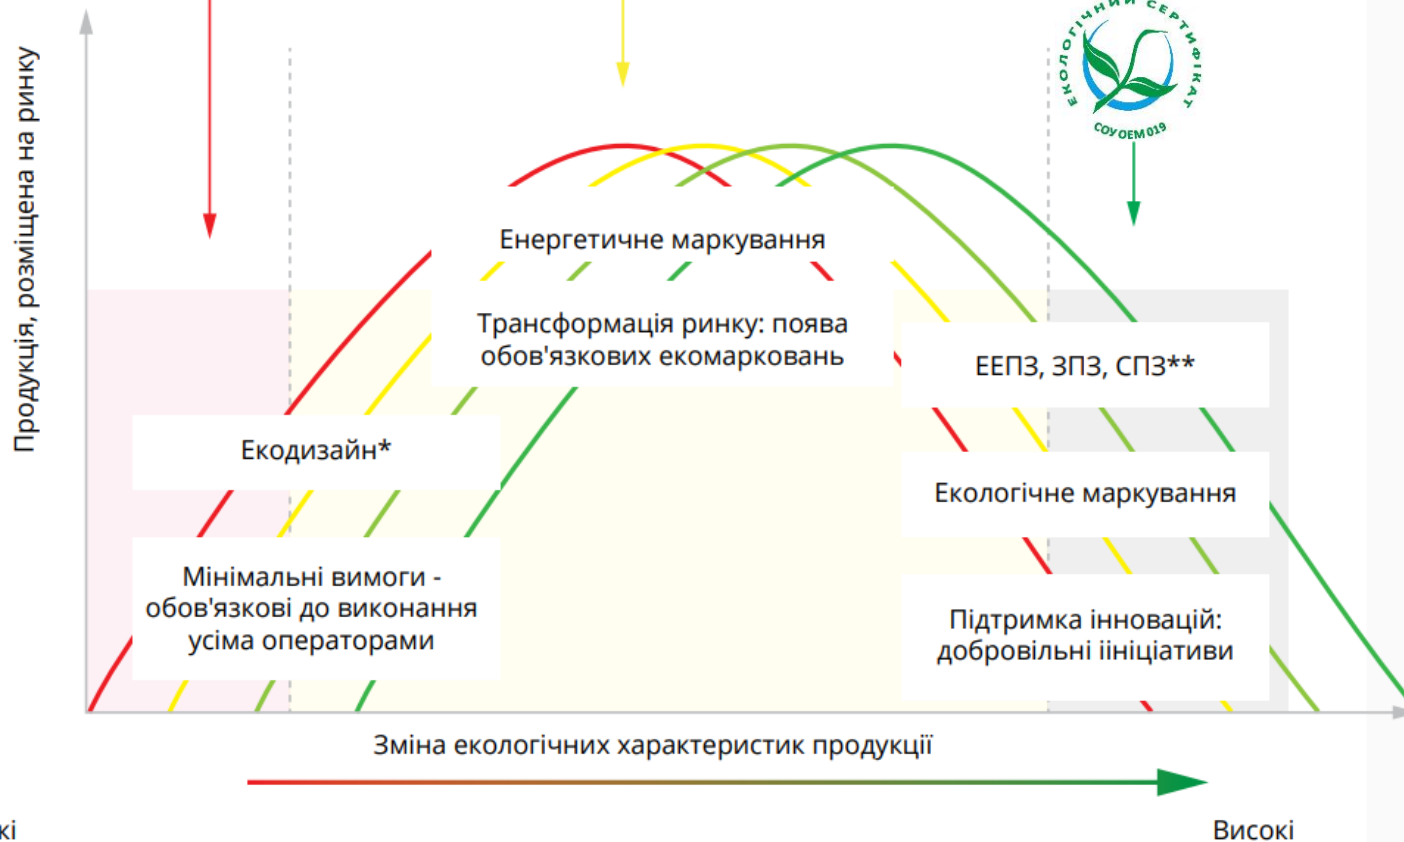 ЕКОЛОГІЧНИЙ СЕРТИФІКАТ
СОУ ОЕМ 019
Продукція, розміщена на ринку
Енергетичне маркування
Трансформація ринку: поява
обов'язкових екомарковань
ЕЕПЗ, ЗПЗ, СПЗ**
Екодизайн*
Екологічне маркування
Мінімальні вимоги -
обов'язкові до виконання
усіма операторами
Підтримка інновацій:
добровільні іініціативи
Зміна екологічних характеристик продукції
кі
Високі